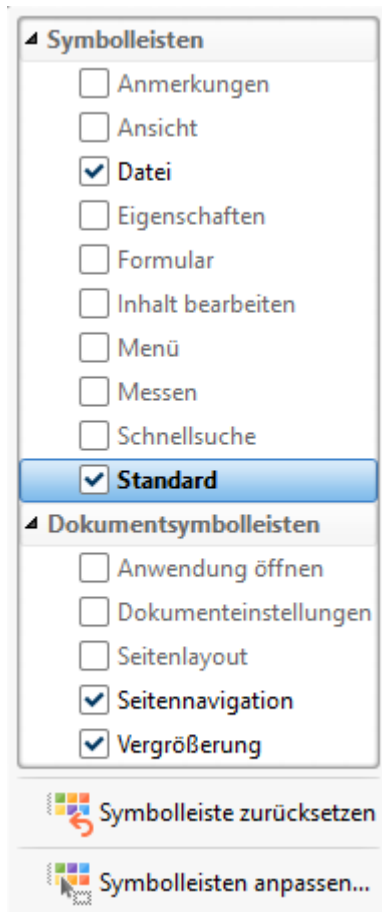 Symbolleisten
Anmerkungen
Ansicht
Datei
Eigenschaften
Formular
Inhalt bearbeiten
Menü
Messen
Schnellsuche
Standard
Dokumentsymbolleisten
Anwendung öffnen
Dokumenteinstellungen
Seitenlayout
Seitennavigation
Vergrößerung
Symbolleiste zurücksetzen
Symbolleisten anpassen...